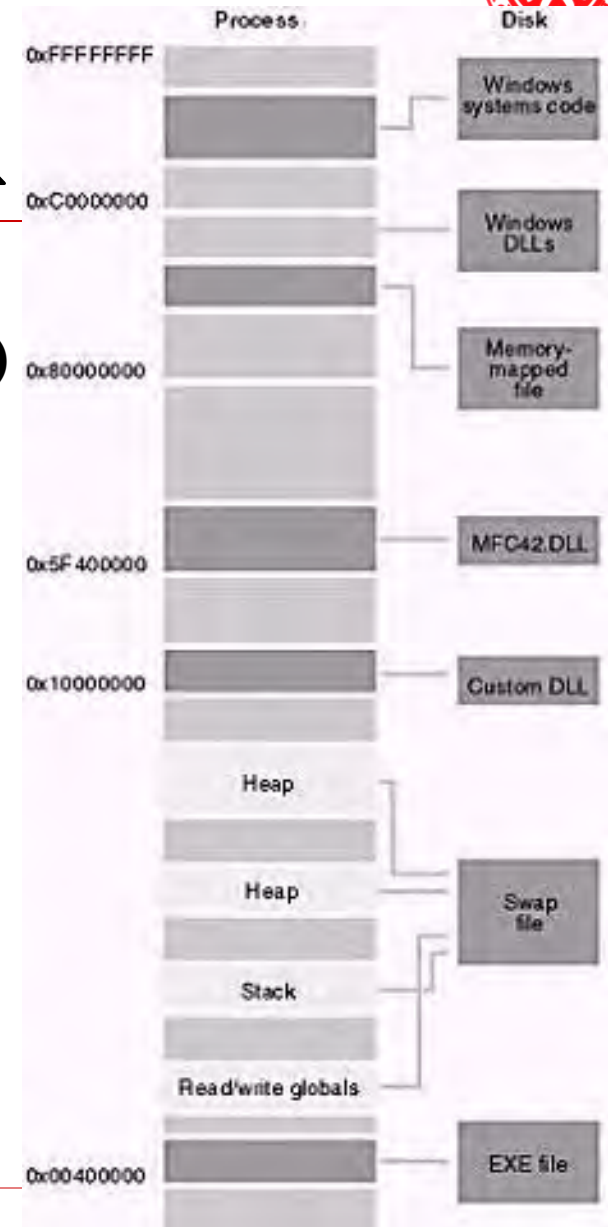 Process
Disk
0xFFFFFFFF
Windows
systems code
0xC0000000
Windows
DLLs
Memory-
mapped
file
0x80000000
MFC42.DLL
0x5F400000
Custom DLL
0x10000000
Heap
Heap
Swap
file
Stack
Read/write globals
EXE file
0x00400000